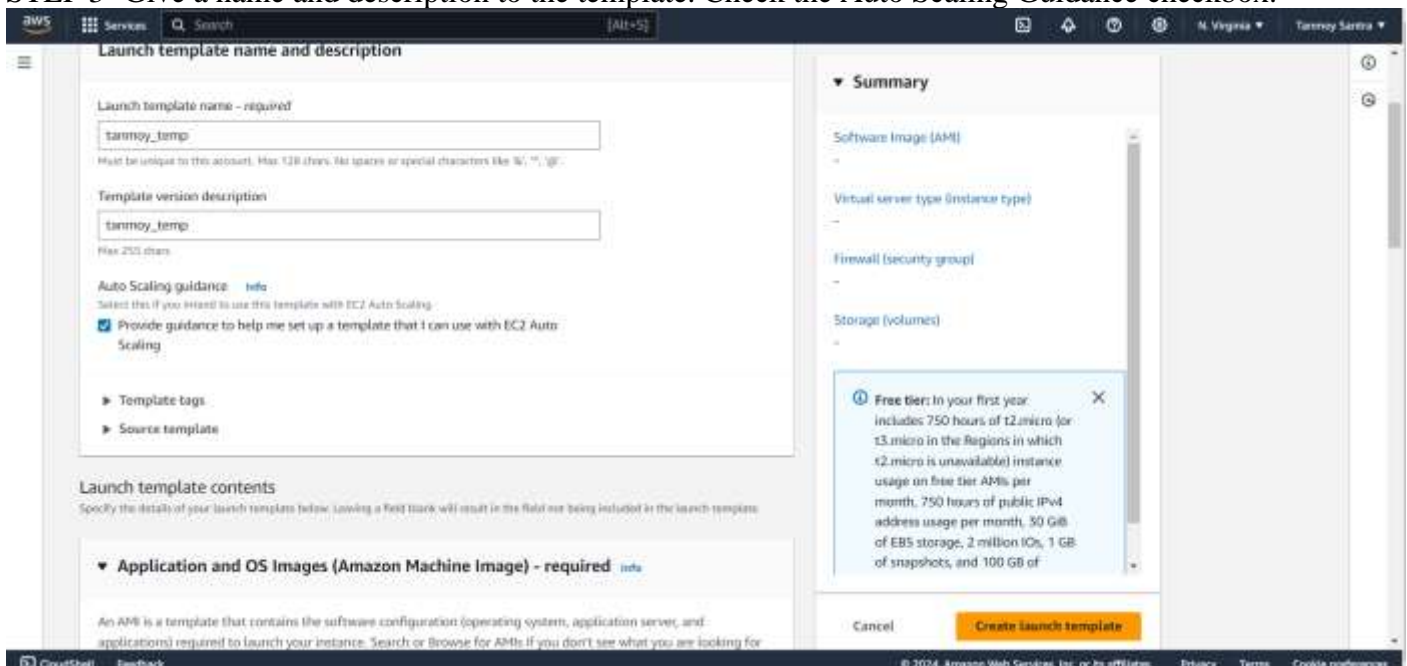 STEP 3- Give a name and description to the template. Check the Auto Scaling Guidance checkbox.
aws
Services
Search
[Alt+S]
N. Virginia
Tanmoy Santra
Launch template name and description
Launch template name - required
tanmoy_temp
Must be unique to this account. Max 128 chars. No spaces or special characters like '&', '*', '@'.
Template version description
tanmoy_temp
Max 255 chars
Auto Scaling guidance Info
Select this if you intend to use this template with EC2 Auto Scaling
Provide guidance to help me set up a template that I can use with EC2 Auto
Scaling
Template tags
Source template
Launch template contents
Specify the details of your launch template below. Leaving a field blank will result in the field not being included in the launch template.
Application and OS Images (Amazon Machine Image) - required Info
An AMI is a template that contains the software configuration (operating system, application server, and
applications) required to launch your instance. Search or Browse for AMIs if you don't see what you are looking for
Summary
Software Image (AMI)
-
Virtual server type (instance type)
-
Firewall (security group)
-
Storage (volumes)
-
Free tier: In your first year
includes 750 hours of t2.micro (or
t3.micro in the Regions in which
t2.micro is unavailable) instance
usage on free tier AMIs per
month, 750 hours of public IPv4
address usage per month, 30 GiB
of EBS storage, 2 million IOs, 1 GB
of snapshots, and 100 GB of
Cancel
Create launch template
CloudShell
Feedback
© 2024, Amazon Web Services, Inc. or its affiliates.
Privacy
Terms
Cookie preferences